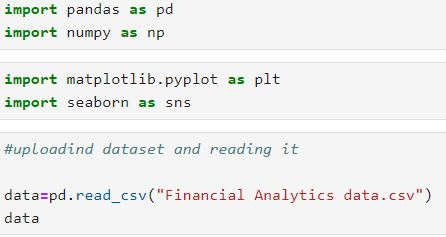 import pandas as pd
import numpy as np
import matplotlib.pyplot as plt
import seaborn as sns
#uploadind dataset and reading it
data=pd.read_csv("Financial Analytics data.csv")
data